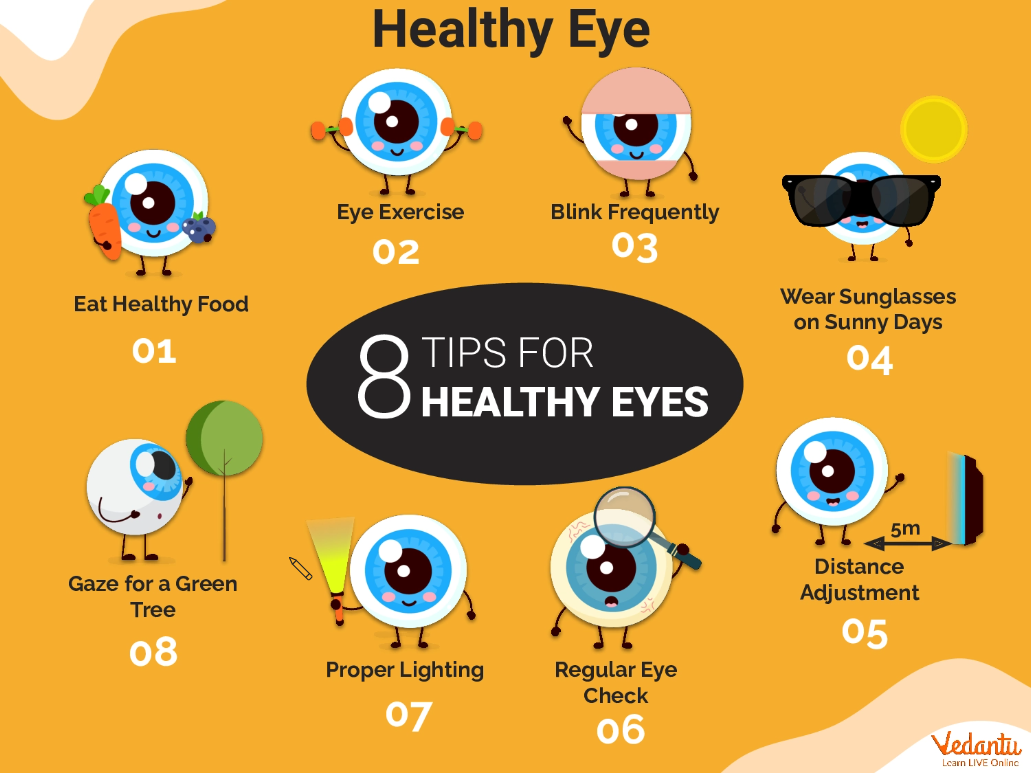 Healthy Eye
Eat Healthy Food
01
Eye Exercise
02
Blink Frequently
03
Wear Sunglasses
on Sunny Days
04
8 TIPS FOR
HEALTHY EYES
5m
Distance
Adjustment
05
Regular Eye
Check
06
Proper Lighting
07
Gaze for a Green
Tree
08
Vedantu
Learn LIVE Online